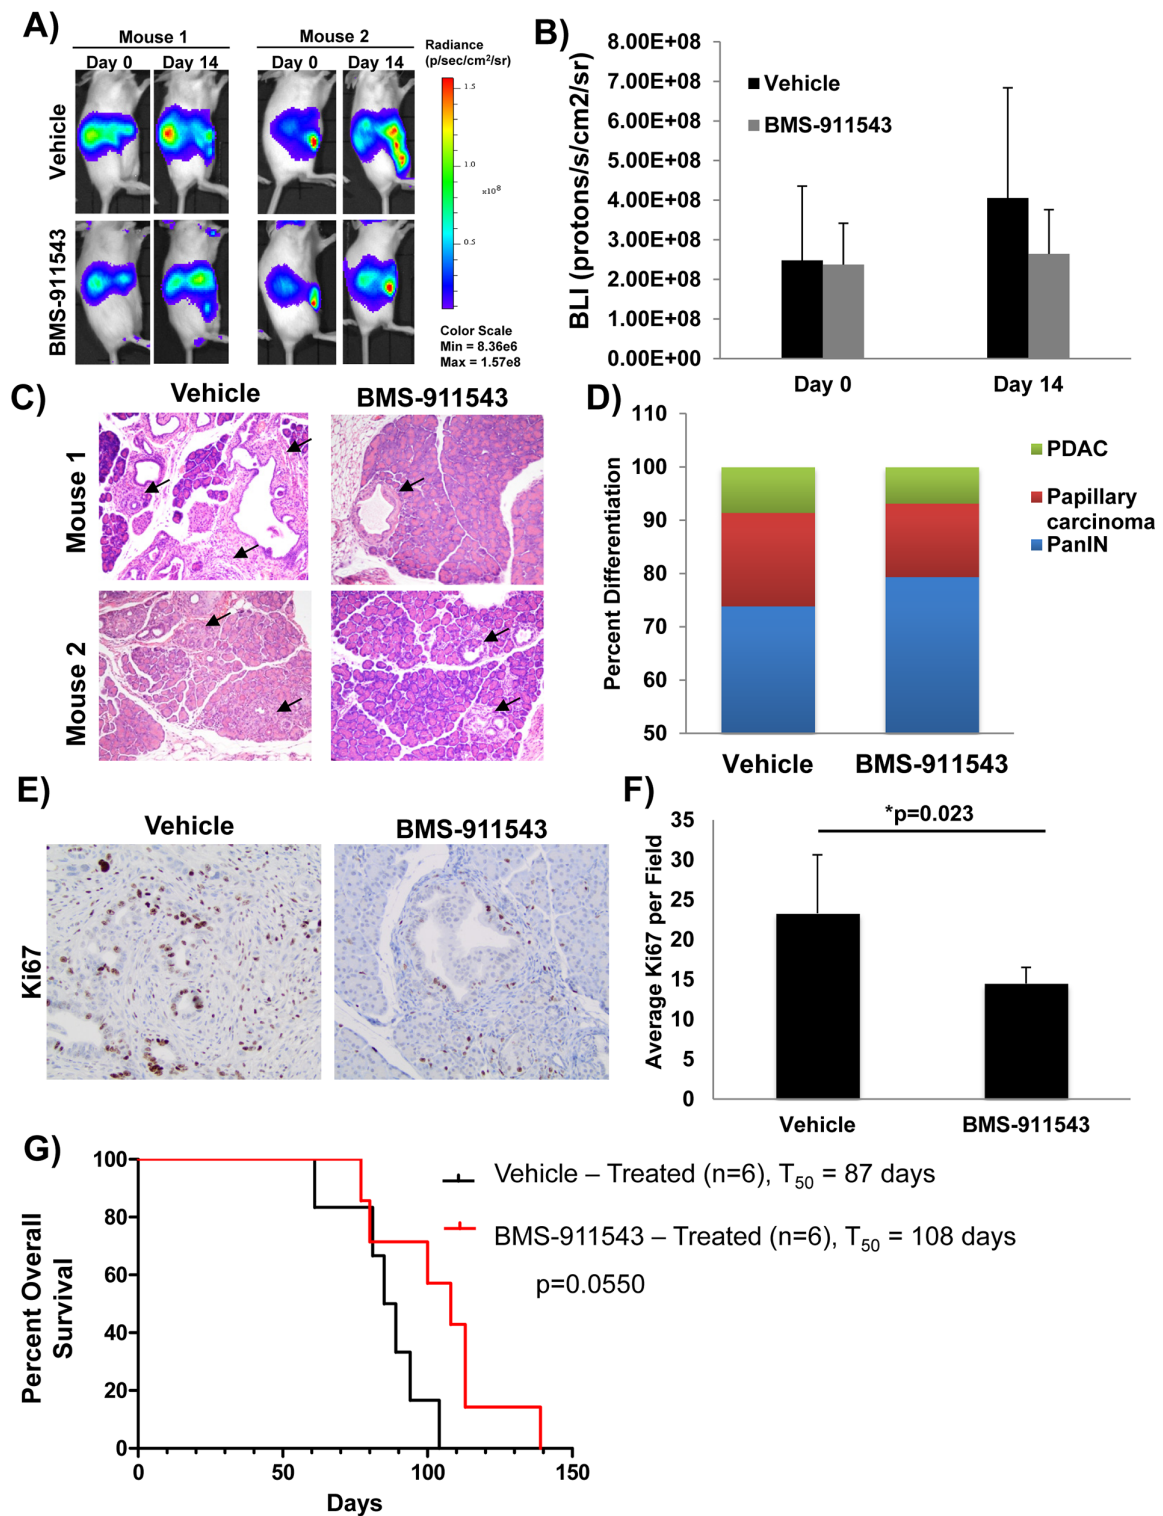 A)
Mouse 1
Mouse 2
Day 0
Day 14
Day 0
Day 14
Radiance
(p/sec/cm²/sr)
Vehicle
BMS-911543
1.5
1.0
x10⁸
0.5
Color Scale
Min = 8.36e6
Max = 1.57e8
B)
BLI (protons/s/cm2/sr)
8.00E+08
7.00E+08
6.00E+08
5.00E+08
4.00E+08
3.00E+08
2.00E+08
1.00E+08
0.00E+00
Vehicle
BMS-911543
Day 0
Day 14
C)
Vehicle
BMS-911543
Mouse 1
Mouse 2
D)
Percent Differentiation
110
100
90
80
70
60
50
PDAC
Papillary
carcinoma
PanIN
Vehicle
BMS-911543
E)
Vehicle
BMS-911543
Ki67
F)
*p=0.023
Average Ki67 per Field
35
30
25
20
15
10
5
0
Vehicle
BMS-911543
G)
Percent Overall
Survival
100
80
60
40
20
0
0
50
100
150
Days
Vehicle – Treated (n=6), T₅₀ = 87 days
BMS-911543 – Treated (n=6), T₅₀ = 108 days
p=0.0550